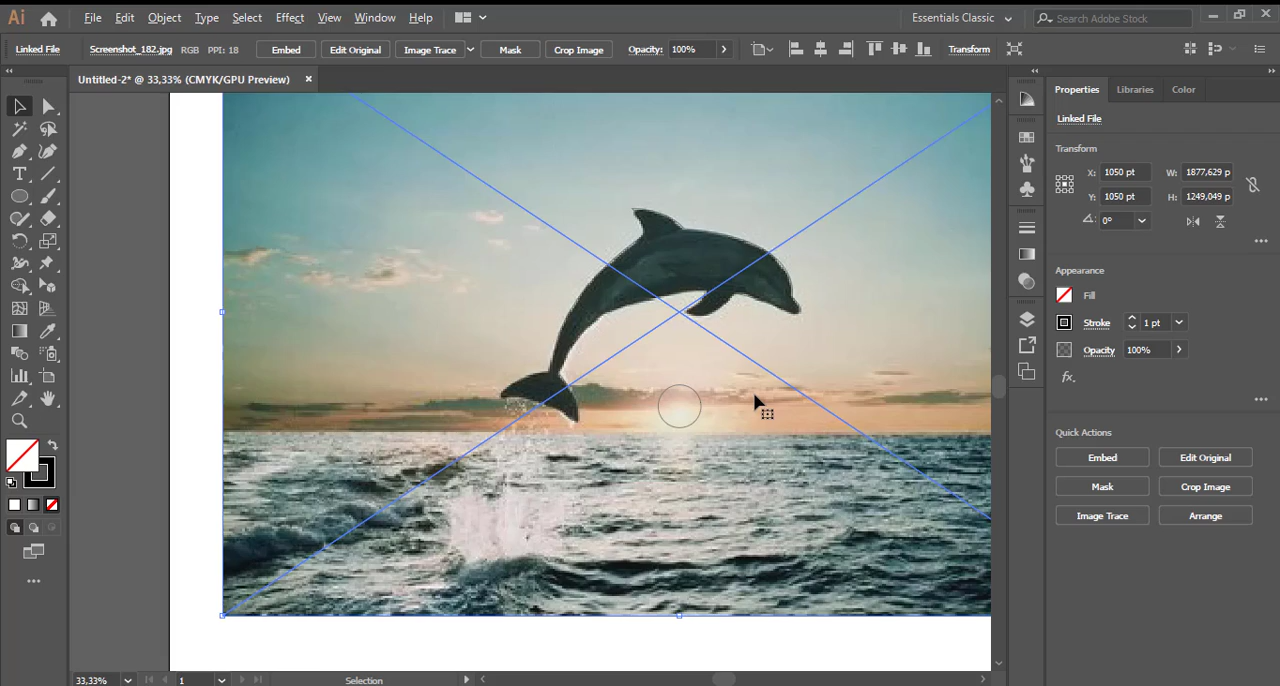 Ai File Edit Object Type Select Effect View Window Help Essentials Classic Search Adobe Stock
Linked File Screenshot_182.jpg RGB PPI: 18 Embed Edit Original Image Trace Mask Crop Image Opacity: 100% Transform
Untitled-2* @ 33,33% (CMYK/GPU Preview) ×
Properties Libraries Color
Linked File
Transform
X: 1050 pt W: 1877,629 p
Y: 1050 pt H: 1249,049 p
0°
Appearance
Fill
Stroke 1 pt
Opacity 100%
fx.
Quick Actions
Embed Edit Original
Mask Crop Image
Image Trace Arrange
33,33% 1 Selection